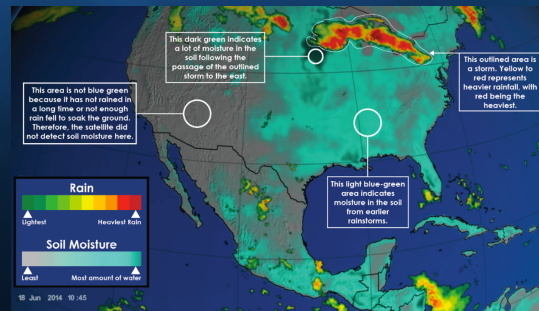 This dark green indicates
a lot of moisture in the
soil following the
passage of the outlined
storm to the east.
This outlined area is
a storm. Yellow to
red represents
heavier rainfall, with
red being the
heaviest.
This area is not blue green
because it has not rained in
a long time or not enough
rain fell to soak the ground.
Therefore, the satellite did
not detect soil moisture here.
This light blue-green
area indicates
moisture in the soil
from earlier
rainstorms.
Rain
Lightest Heaviest Rain
Soil Moisture
Least Most amount of water
18 Jun 2014 10:45